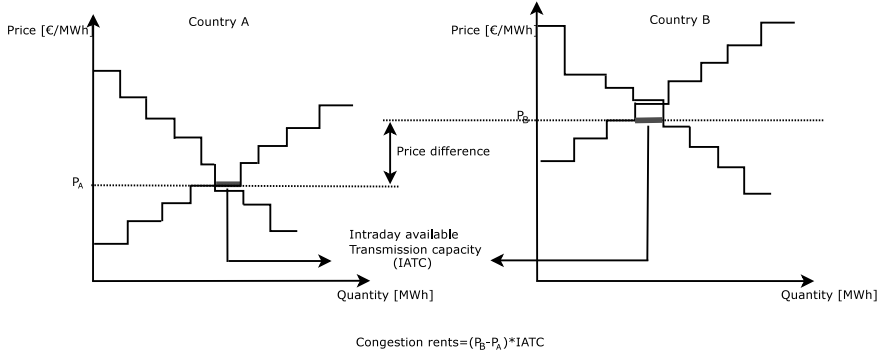 Country A
Price [€/MWh]
P_A
Quantity [MWh]
Price difference
Intraday available
Transmission capacity
(IATC)
Country B
Price [€/MWh]
P_B
Quantity [MWh]
Congestion rents=(P_B-P_A)*IATC